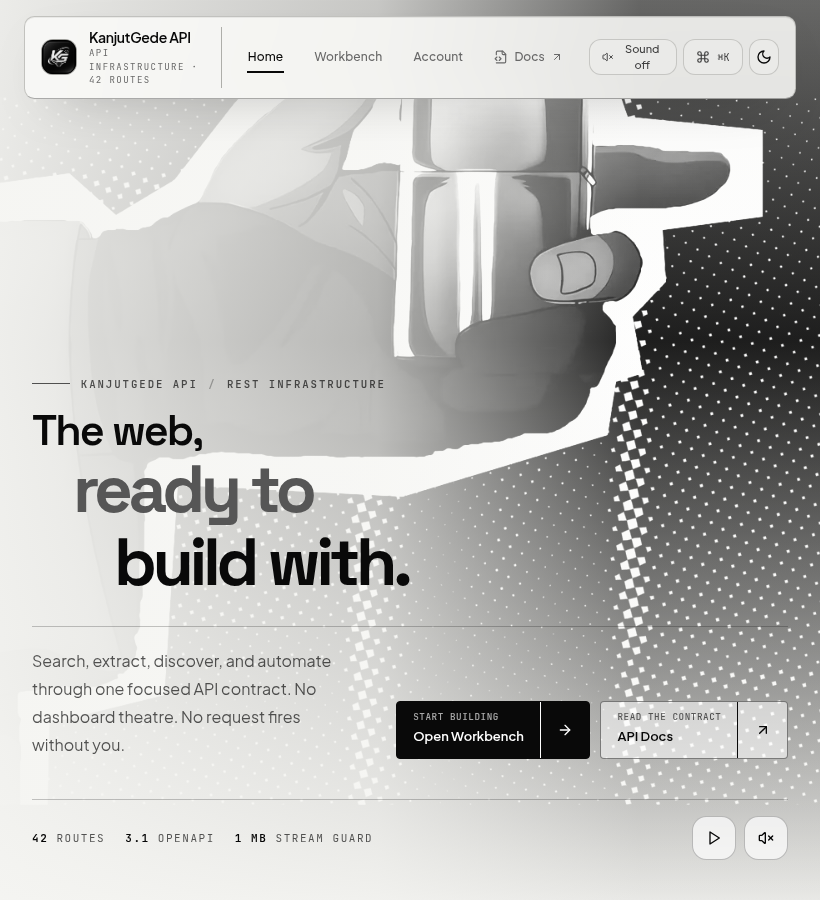 KanjutGede API
API
INFRASTRUCTURE ·
42 ROUTES
Home
Workbench
Account
Docs
Sound
off
⌘K
KANJUTGEDE API / REST INFRASTRUCTURE
The web,
ready to
build with.
Search, extract, discover, and automate
through one focused API contract. No
dashboard theatre. No request fires
without you.
START BUILDING
Open Workbench
READ THE CONTRACT
API Docs
42 ROUTES 3.1 OPENAPI 1 MB STREAM GUARD